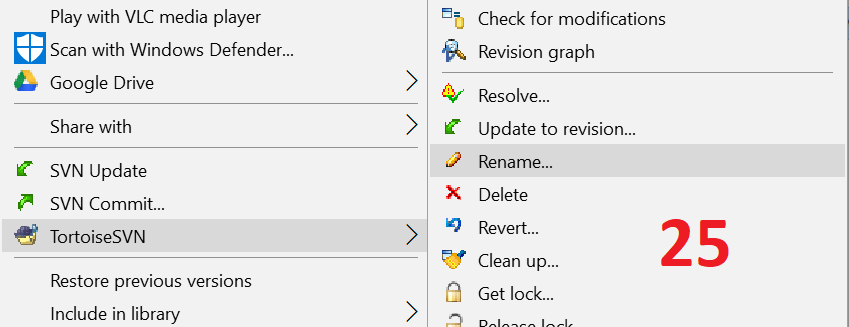 Play with VLC media player
Scan with Windows Defender...
Google Drive
Share with
SVN Update
SVN Commit...
TortoiseSVN
Restore previous versions
Include in library
Check for modifications
Revision graph
Resolve...
Update to revision...
Rename...
Delete
Revert...
Clean up...
Get lock...
Release lock
25